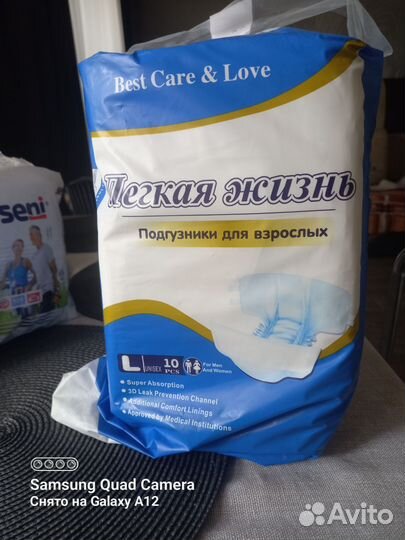 Best Care & Love
Легкая жизнь
Подгузники для взрослых
seni
L UNISEX 10 PCS For Men And Women
Super Absorption
3D Leak Prevention Channel
Additional Comfort Linings
Approved by Medical Institutions
Samsung Quad Camera
Снято на Galaxy A12
Avito